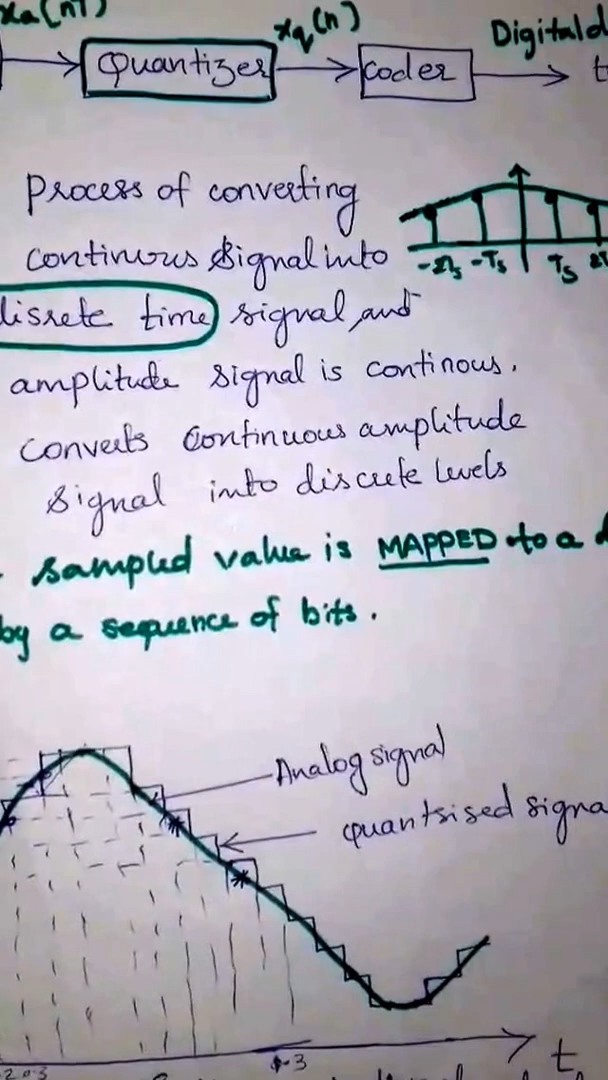 xa(nT)
xq(n)
Digital
Quantizer
coder
Process of converting
continuous signal into
-Ts Ts
discrete time signal, and
amplitude signal is continous.
converts continuous amplitude
signal into discrete levels
sampled value is MAPPED to a
by a sequence of bits.
Analog signal
quantsised signa
t